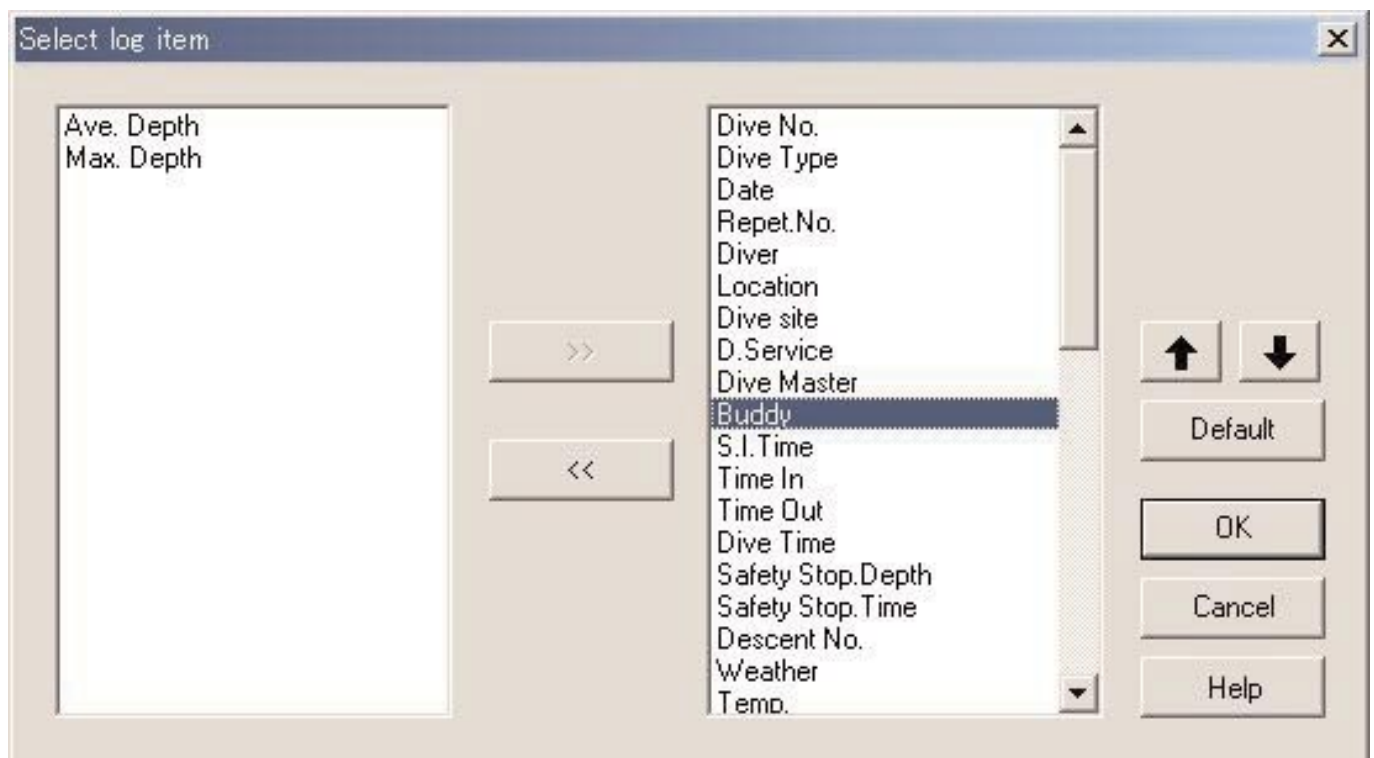 Select log item
Ave. Depth
Max. Depth
>>
<<
Dive No.
Dive Type
Date
Repet.No.
Diver
Location
Dive site
D.Service
Dive Master
Buddy
S.I.Time
Time In
Time Out
Dive Time
Safety Stop.Depth
Safety Stop.Time
Descent No.
Weather
Temp.
Default
OK
Cancel
Help